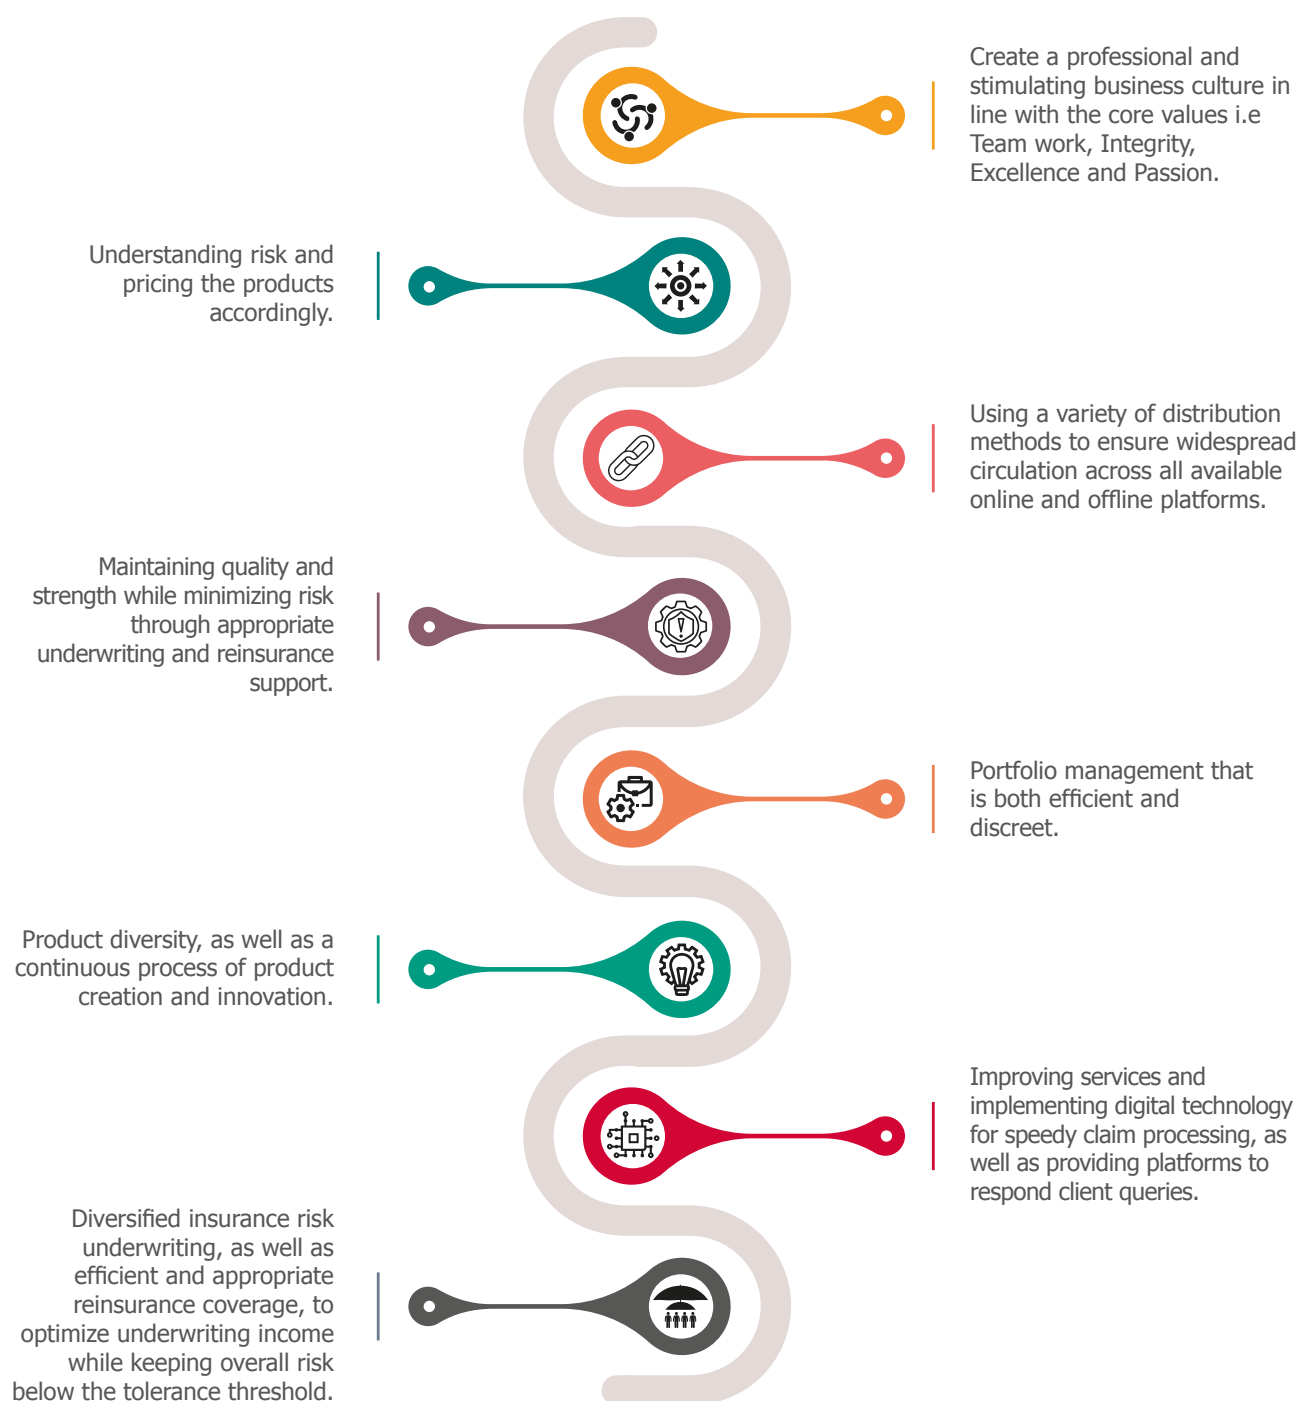 Create a professional and
stimulating business culture in
line with the core values i.e
Team work, Integrity,
Excellence and Passion.
Understanding risk and
pricing the products
accordingly.
Using a variety of distribution
methods to ensure widespread
circulation across all available
online and offline platforms.
Maintaining quality and
strength while minimizing risk
through appropriate
underwriting and reinsurance
support.
Portfolio management that
is both efficient and
discreet.
Product diversity, as well as a
continuous process of product
creation and innovation.
Improving services and
implementing digital technology
for speedy claim processing, as
well as providing platforms to
respond client queries.
Diversified insurance risk
underwriting, as well as
efficient and appropriate
reinsurance coverage, to
optimize underwriting income
while keeping overall risk
below the tolerance threshold.